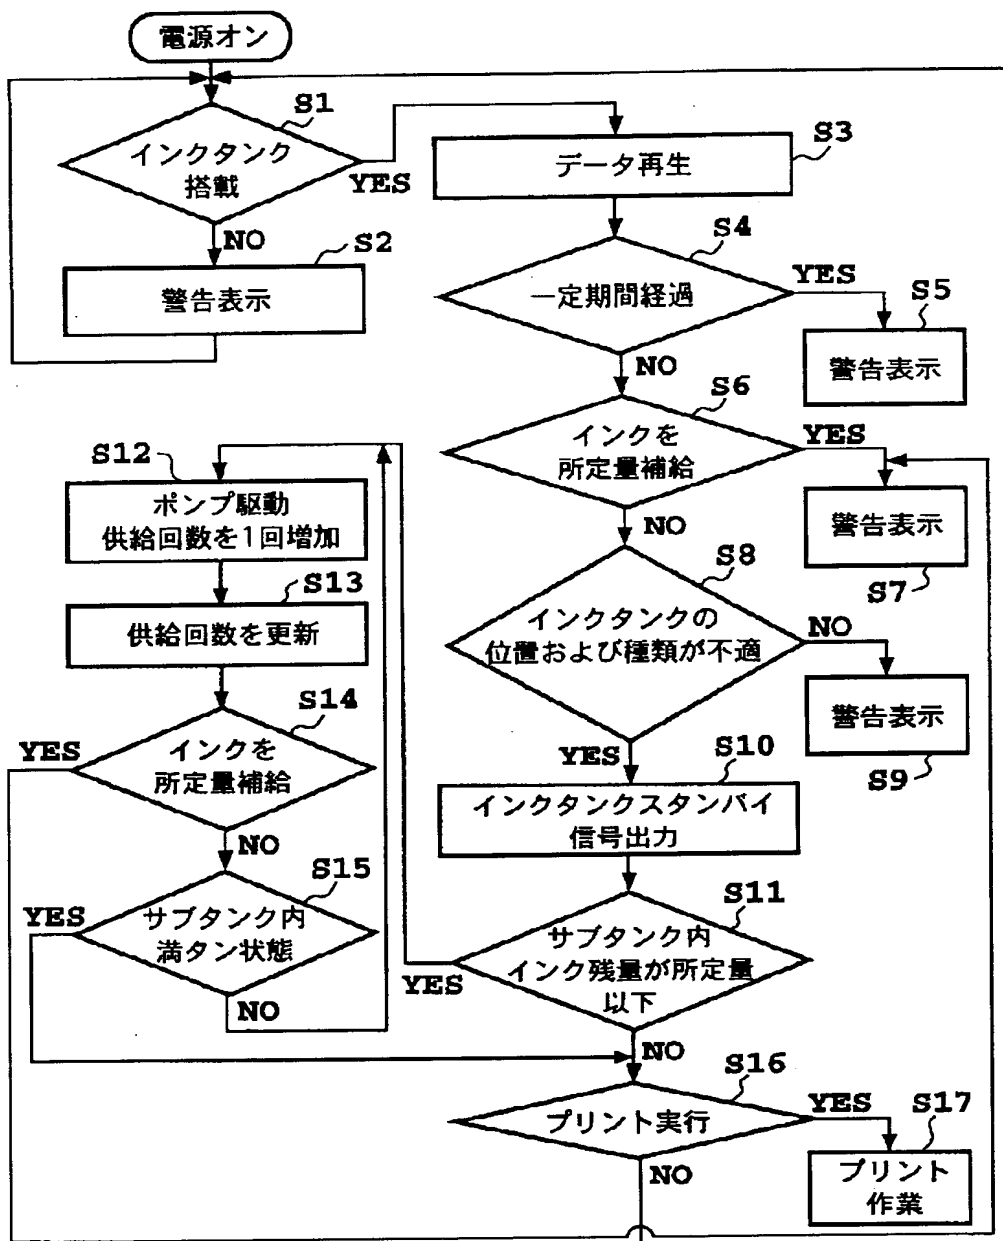 電源オン
S1
インクタンク
搭載
YES
NO
S2
警告表示
S3
データ再生
S4
一定期間経過
YES
S5
警告表示
NO
S6
インクを
所定量補給
YES
警告表示
S7
NO
S8
インクタンクの
位置および種類が不適
NO
警告表示
S9
YES
S10
インクタンクスタンバイ
信号出力
S11
サブタンク内
インク残量が所定量
以下
YES
NO
S12
ポンプ駆動
供給回数を1回増加
S13
供給回数を更新
S14
インクを
所定量補給
YES
NO
S15
サブタンク内
満タン状態
YES
NO
S16
プリント実行
YES
S17
プリント
作業
NO